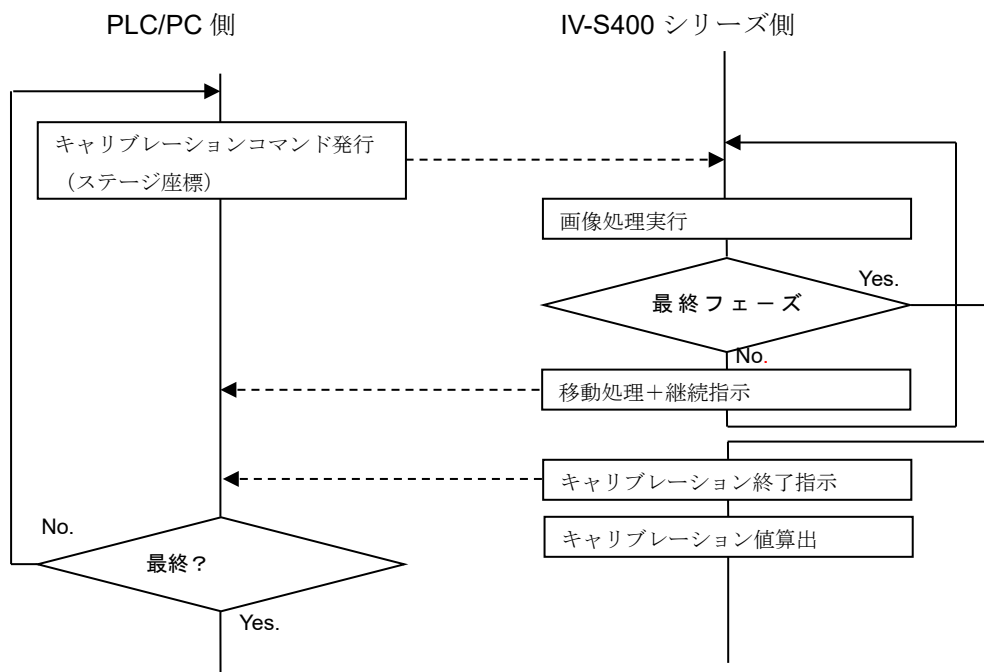 PLC/PC 側
IV-S400 シリーズ側
キャリブレーションコマンド発行
（ステージ座標）
画像処理実行
Yes.
最終フェーズ
No.
移動処理＋継続指示
キャリブレーション終了指示
No.
キャリブレーション値算出
最終？
Yes.